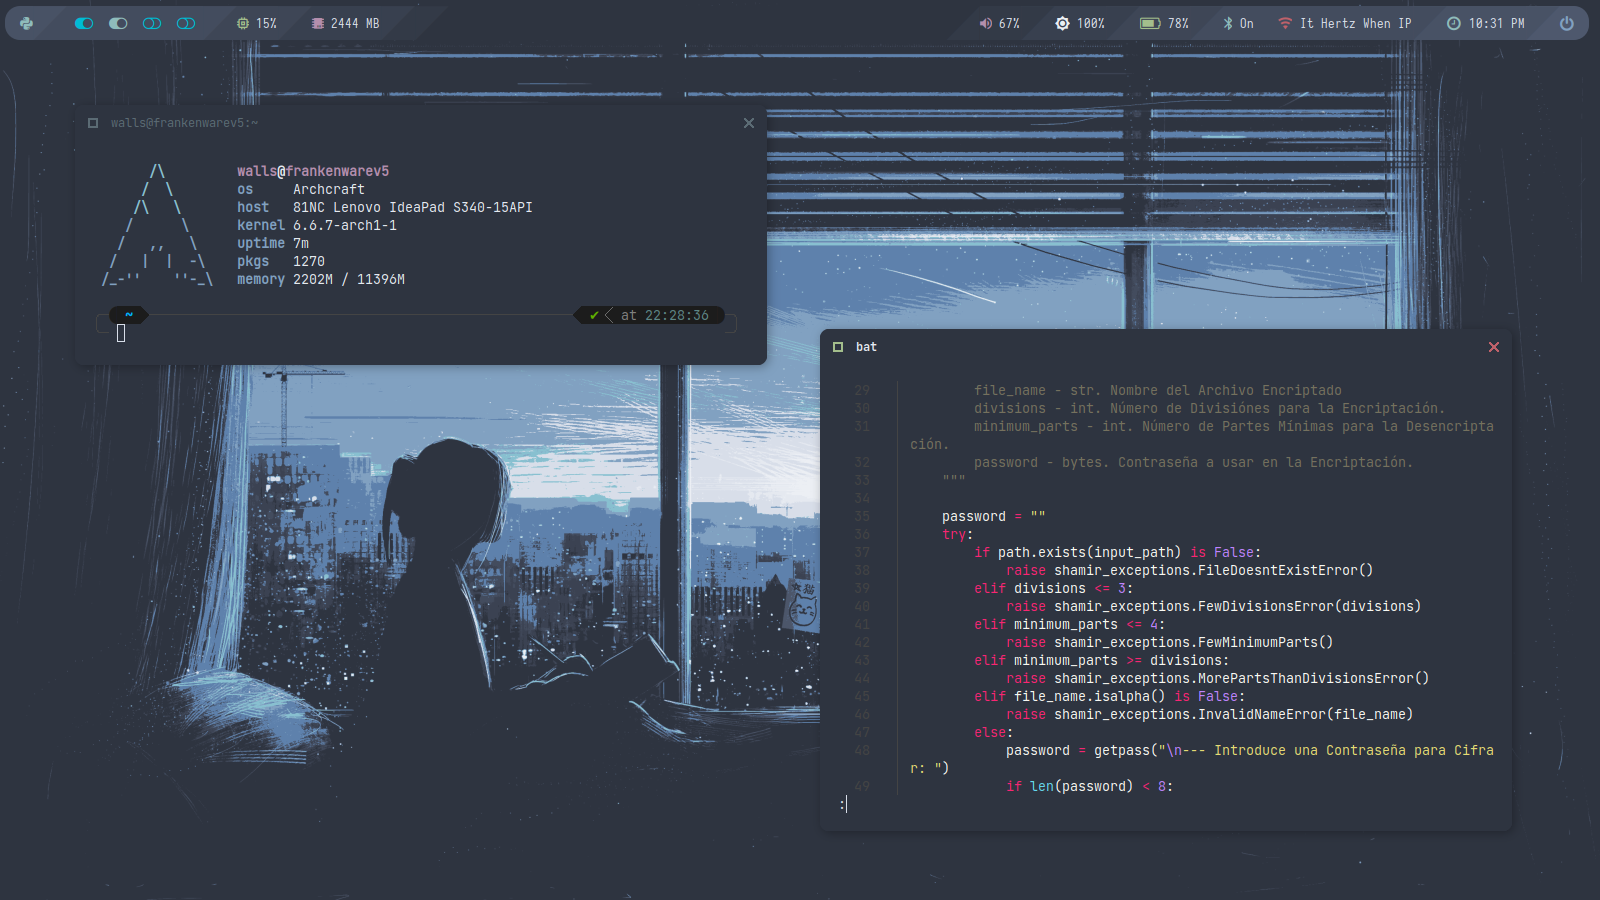 15%
2444 MB
67%
100%
78%
On
It Hertz When IP
10:31 PM
walls@frankenwarev5:~
/\
/  \
/\   \
/      \
/   ,,   \
/   |  |  -\
/_-''    ''-_\
walls@frankenwarev5
os     Archcraft
host   81NC Lenovo IdeaPad S340-15API
kernel 6.6.7-arch1-1
uptime 7m
pkgs   1270
memory 2202M / 11396M
~
✔ at 22:28:36
bat
29 file_name - str. Nombre del Archivo Encriptado
30 divisions - int. Número de Divisiónes para la Encriptación.
31 minimum_parts - int. Número de Partes Mínimas para la Desencripta
ción.
32 password - bytes. Contraseña a usar en la Encriptación.
33 """
34
35 password = ""
36 try:
37 if path.exists(input_path) is False:
38 raise shamir_exceptions.FileDoesntExistError()
39 elif divisions <= 3:
40 raise shamir_exceptions.FewDivisionsError(divisions)
41 elif minimum_parts <= 4:
42 raise shamir_exceptions.FewMinimumParts()
43 elif minimum_parts >= divisions:
44 raise shamir_exceptions.MorePartsThanDivisionsError()
45 elif file_name.isalpha() is False:
46 raise shamir_exceptions.InvalidNameError(file_name)
47 else:
48 password = getpass("\n--- Introduce una Contraseña para Cifra
r: ")
49 if len(password) < 8:
: